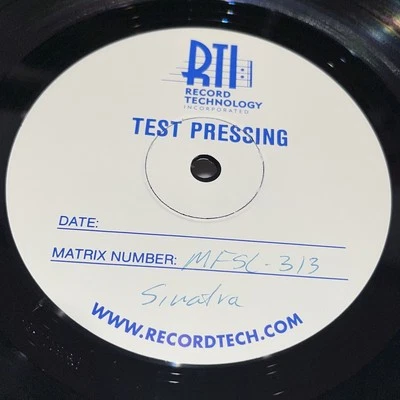 RTI
RECORD
TECHNOLOGY
INCORPORATED
TEST PRESSING
DATE:
MATRIX NUMBER: MFSL-313
Sinatra
WWW.RECORDTECH.COM